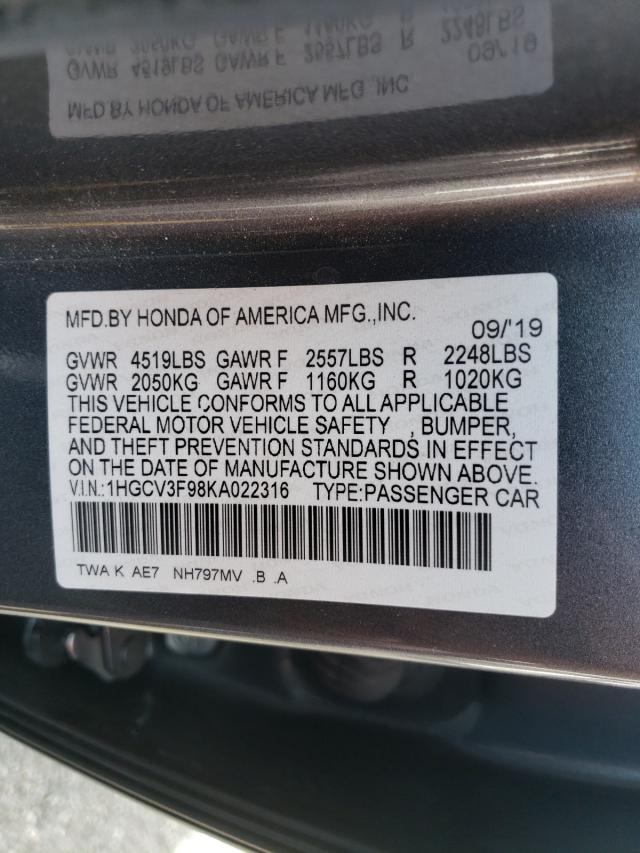 MFD.BY HONDA OF AMERICA MFG.,INC. 09/'19
GVWR 4519LBS GAWR F 2557LBS R 2248LBS
GVWR 2050KG GAWR F 1160KG R 1020KG
THIS VEHICLE CONFORMS TO ALL APPLICABLE
FEDERAL MOTOR VEHICLE SAFETY , BUMPER,
AND THEFT PREVENTION STANDARDS IN EFFECT
ON THE DATE OF MANUFACTURE SHOWN ABOVE.
V.I.N.:1HGCV3F98KA022316 TYPE:PASSENGER CAR
TWA K AE7 NH797MV .B .A